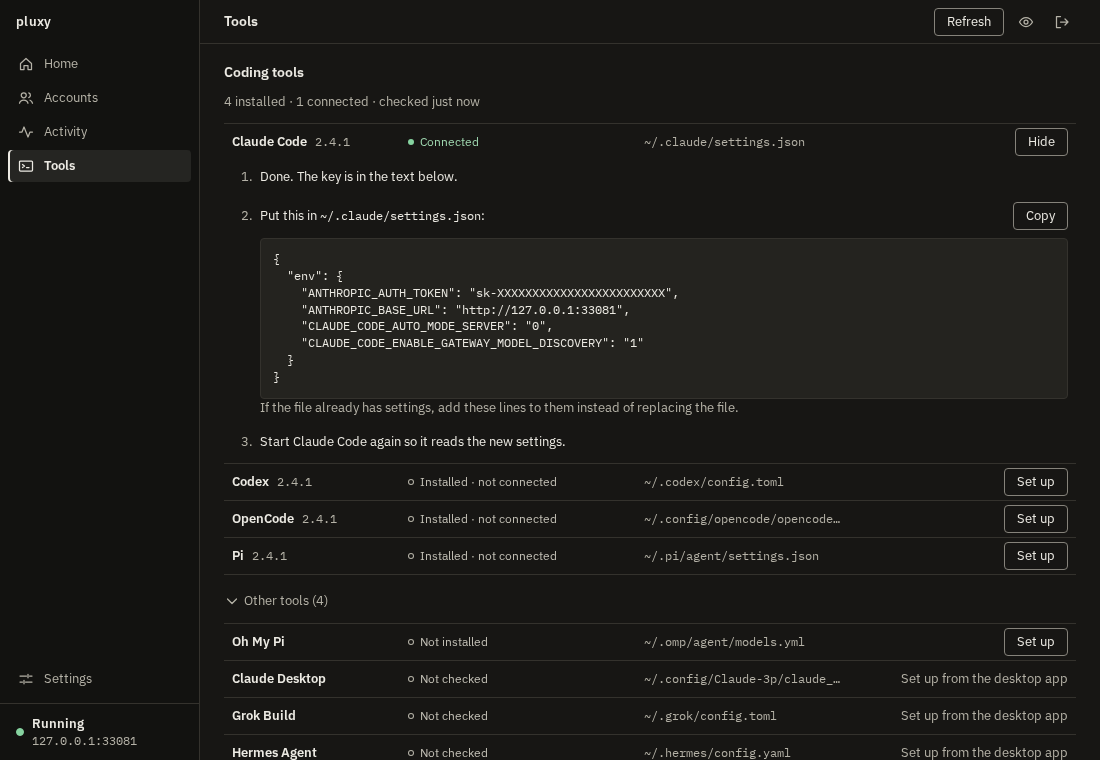 pluxy
Tools
Refresh
Home
Accounts
Activity
Tools
Coding tools
4 installed · 1 connected · checked just now
Claude Code 2.4.1 Connected ~/.claude/settings.json Hide
1. Done. The key is in the text below.
2. Put this in ~/.claude/settings.json: Copy
{
  "env": {
    "ANTHROPIC_AUTH_TOKEN": "sk-XXXXXXXXXXXXXXXXXXXXXXXX",
    "ANTHROPIC_BASE_URL": "http://127.0.0.1:33081",
    "CLAUDE_CODE_AUTO_MODE_SERVER": "0",
    "CLAUDE_CODE_ENABLE_GATEWAY_MODEL_DISCOVERY": "1"
  }
}
If the file already has settings, add these lines to them instead of replacing the file.
3. Start Claude Code again so it reads the new settings.
Codex 2.4.1 Installed · not connected ~/.codex/config.toml Set up
OpenCode 2.4.1 Installed · not connected ~/.config/opencode/opencode… Set up
Pi 2.4.1 Installed · not connected ~/.pi/agent/settings.json Set up
Other tools (4)
Oh My Pi Not installed ~/.omp/agent/models.yml Set up
Claude Desktop Not checked ~/.config/Claude-3p/claude_… Set up from the desktop app
Grok Build Not checked ~/.grok/config.toml Set up from the desktop app
Hermes Agent Not checked ~/.hermes/config.yaml Set up from the desktop app
Settings
Running
127.0.0.1:33081